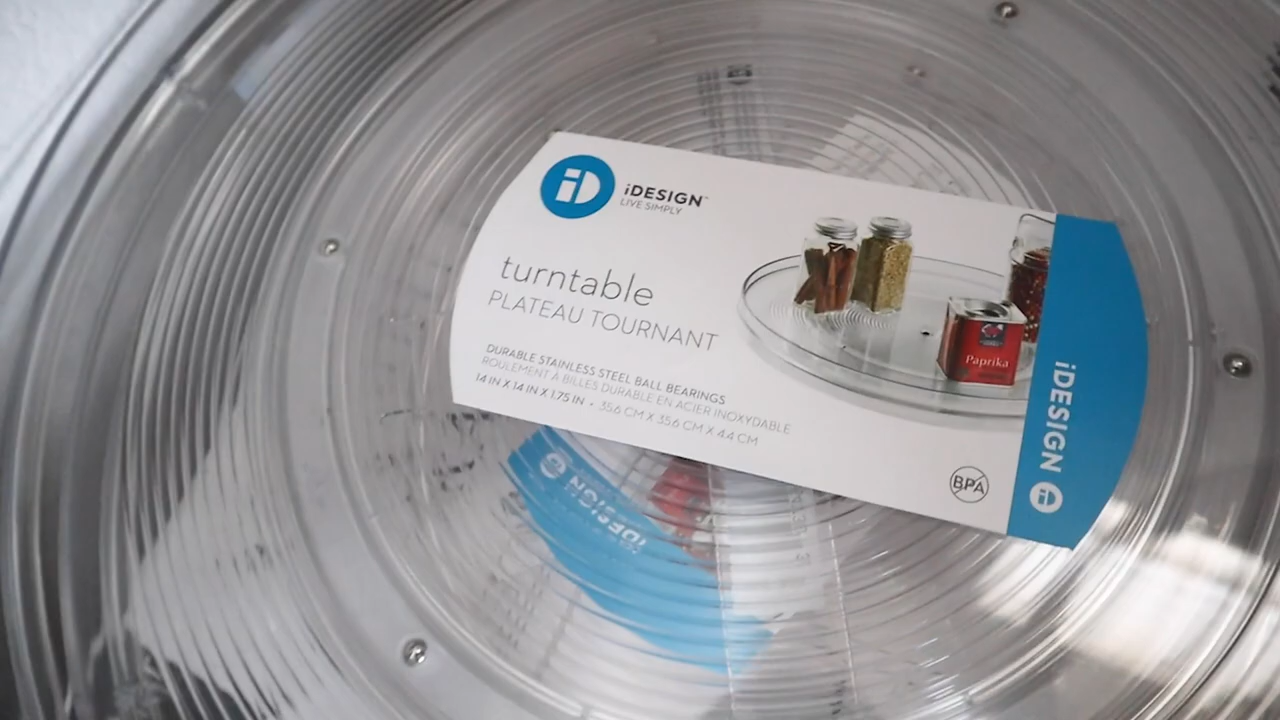 iD
iDESIGN™
LIVE SIMPLY
turntable
PLATEAU TOURNANT
DURABLE STAINLESS STEEL BALL BEARINGS
ROULEMENT À BILLES DURABLE EN ACIER INOXYDABLE
14 IN X 14 IN X 1.75 IN • 35.6 CM X 35.6 CM X 4.4 CM
Paprika
BPA
iDESIGN iD
iDESIGN